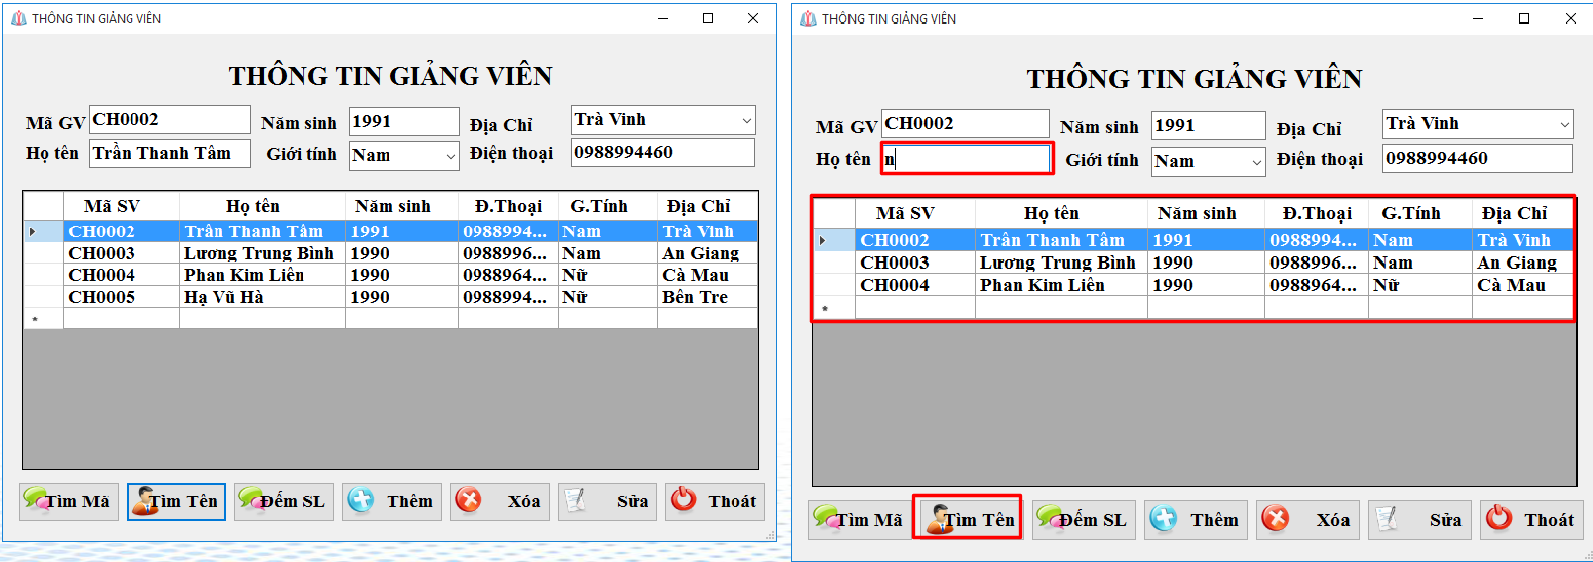 THÔNG TIN GIẢNG VIÊN
THÔNG TIN GIẢNG VIÊN
Mã GV CH0002 Năm sinh 1991 Địa Chỉ Trà Vinh
Họ tên Trần Thanh Tâm Giới tính Nam Điện thoại 0988994460
Mã SV Họ tên Năm sinh Đ.Thoại G.Tính Địa Chỉ
CH0002 Trần Thanh Tâm 1991 0988994... Nam Trà Vinh
CH0003 Lương Trung Bình 1990 0988996... Nam An Giang
CH0004 Phan Kim Liên 1990 0988964... Nữ Cà Mau
CH0005 Hạ Vũ Hà 1990 0988994... Nữ Bến Tre
*
Tìm Mã Tìm Tên Đếm SL Thêm Xóa Sửa Thoát
THÔNG TIN GIẢNG VIÊN
THÔNG TIN GIẢNG VIÊN
Mã GV CH0002 Năm sinh 1991 Địa Chỉ Trà Vinh
Họ tên n Giới tính Nam Điện thoại 0988994460
Mã SV Họ tên Năm sinh Đ.Thoại G.Tính Địa Chỉ
CH0002 Trần Thanh Tâm 1991 0988994... Nam Trà Vinh
CH0003 Lương Trung Bình 1990 0988996... Nam An Giang
CH0004 Phan Kim Liên 1990 0988964... Nữ Cà Mau
*
Tìm Mã Tìm Tên Đếm SL Thêm Xóa Sửa Thoát